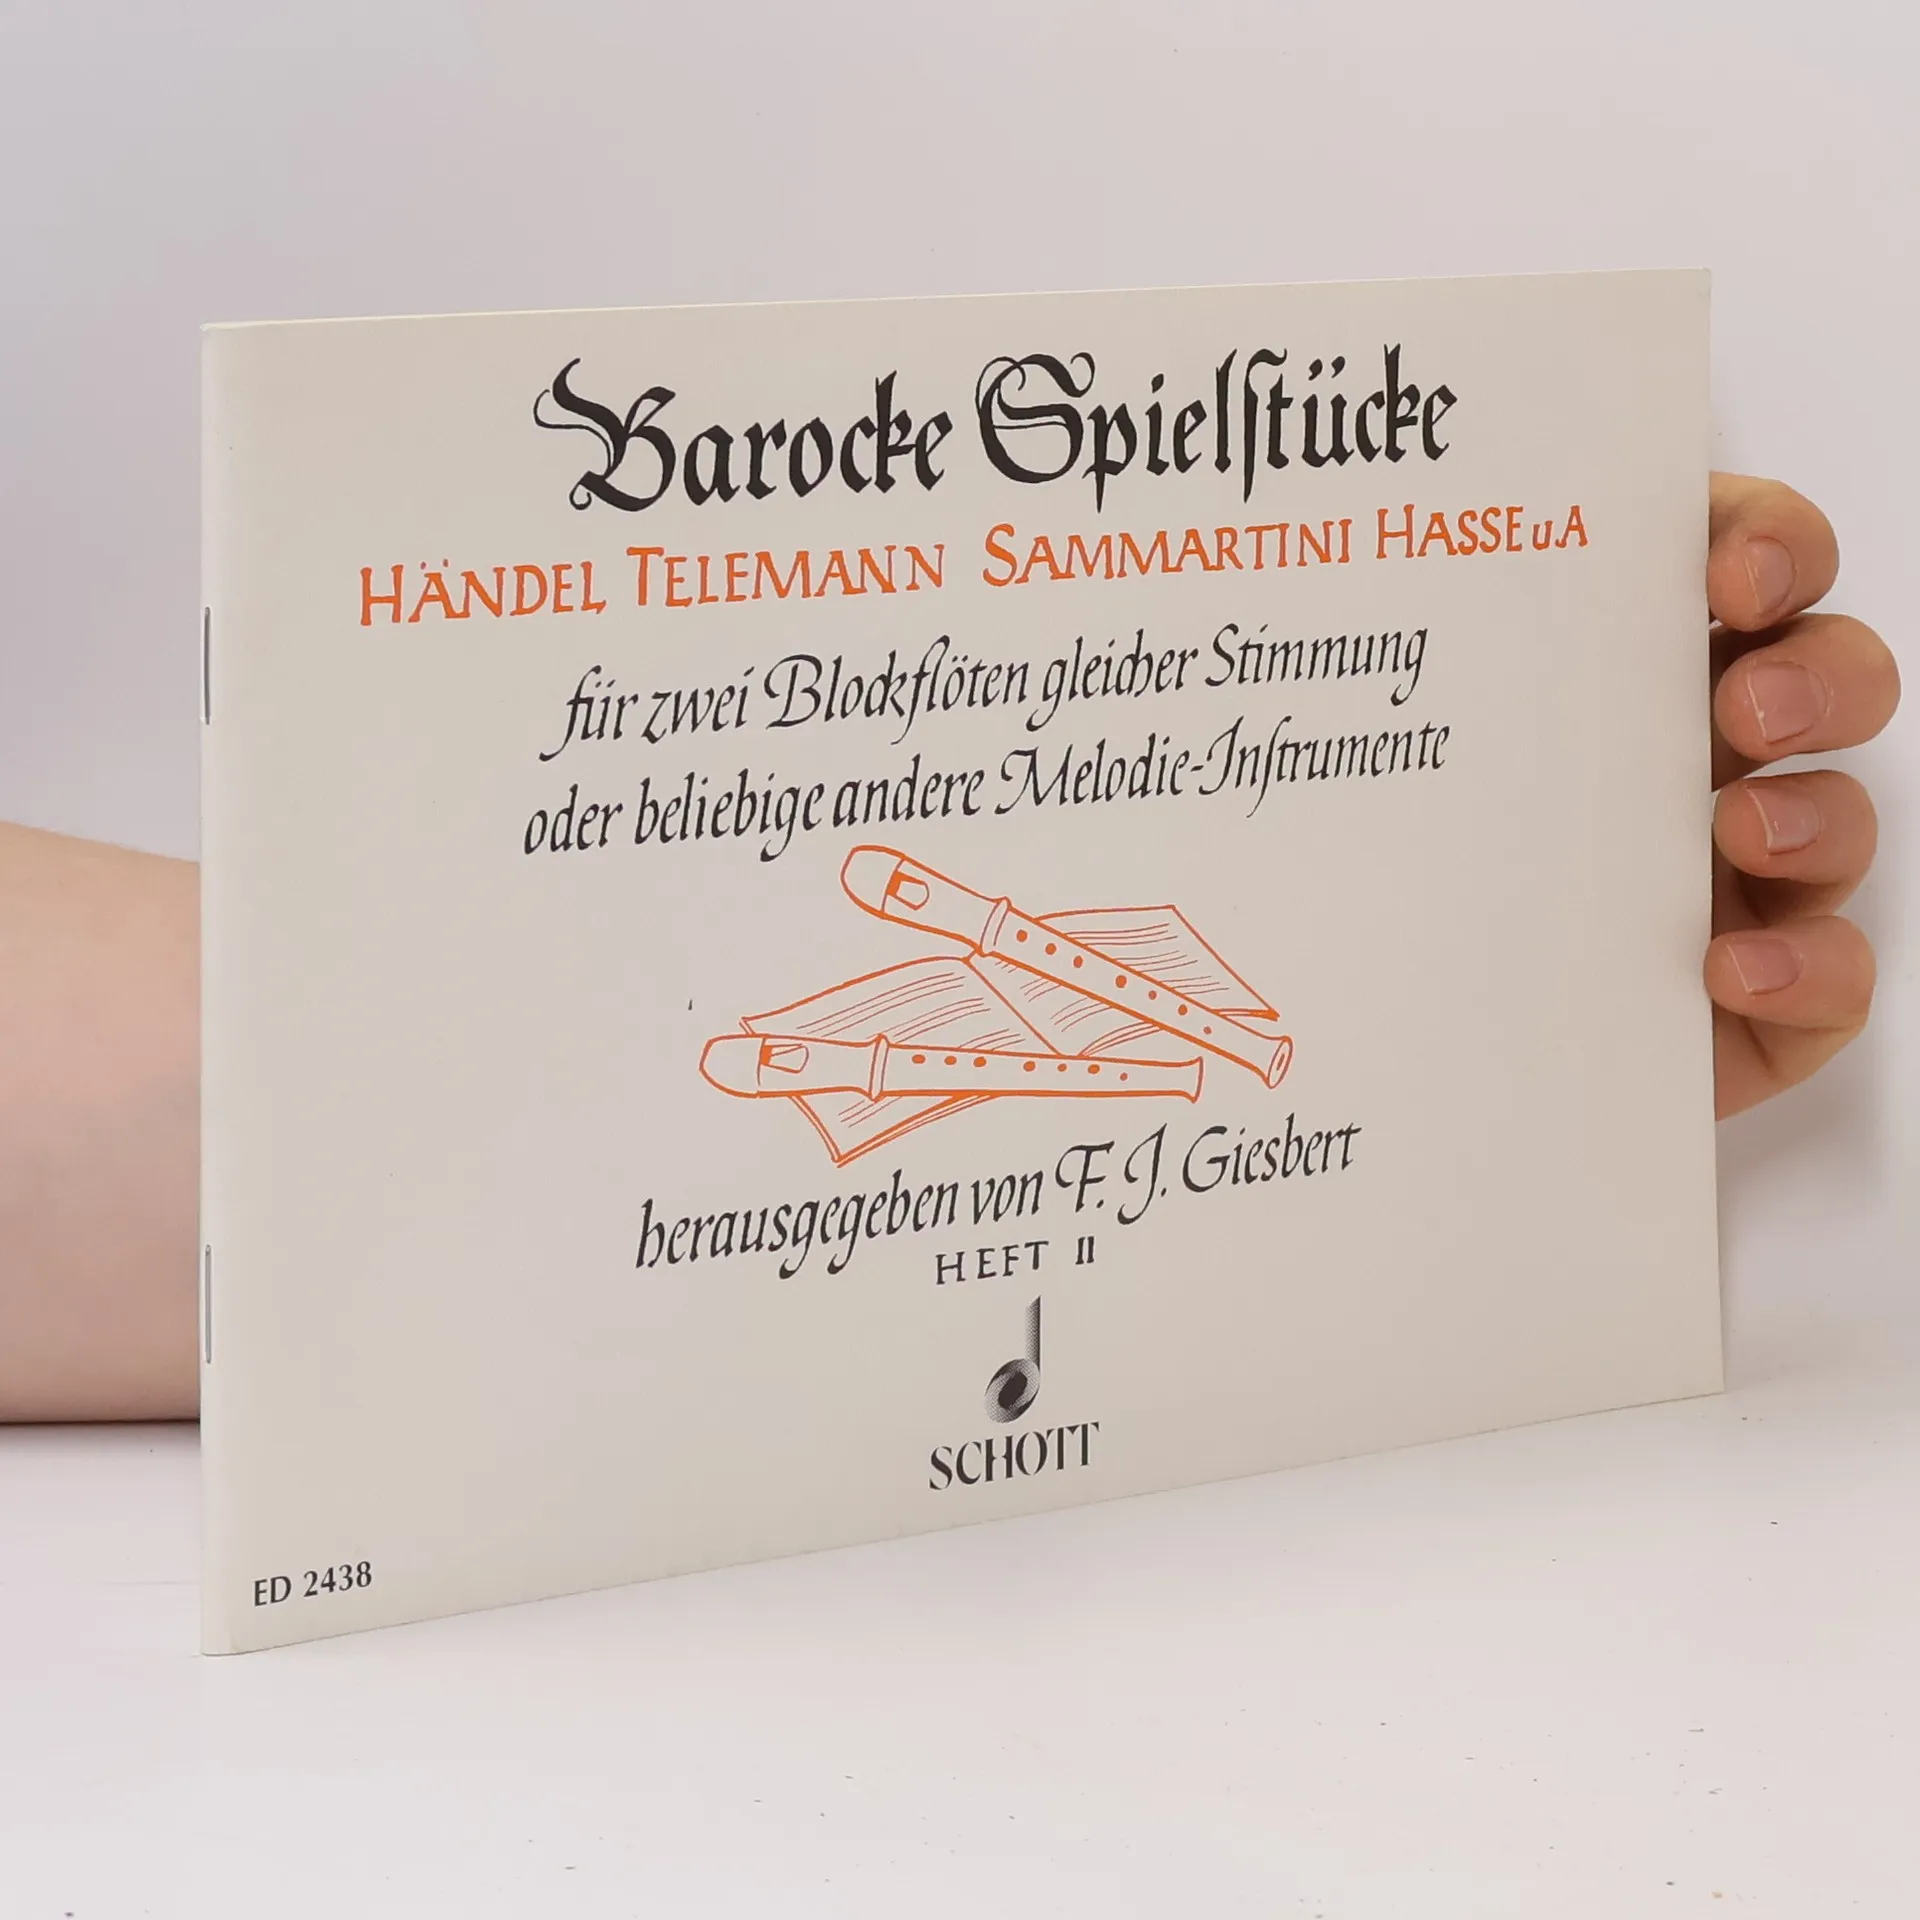 Barocke Spielſtücke
HÄNDEL TELEMANN SAMMARTINI HASSE u.A
für zwei Blockflöten gleicher Stimmung
oder beliebige andere Melodie-Inſtrumente
herausgegeben von F. J. Giesbert
HEFT II
SCHOTT
ED 2438